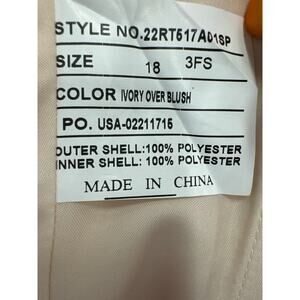 STYLE NO.22RT617A01SP
SIZE 18 3FS
COLOR IVORY OVER BLUSH
PO. USA-02211715
OUTER SHELL:100% POLYESTER
INNER SHELL: 100% POLYESTER
MADE IN CHINA